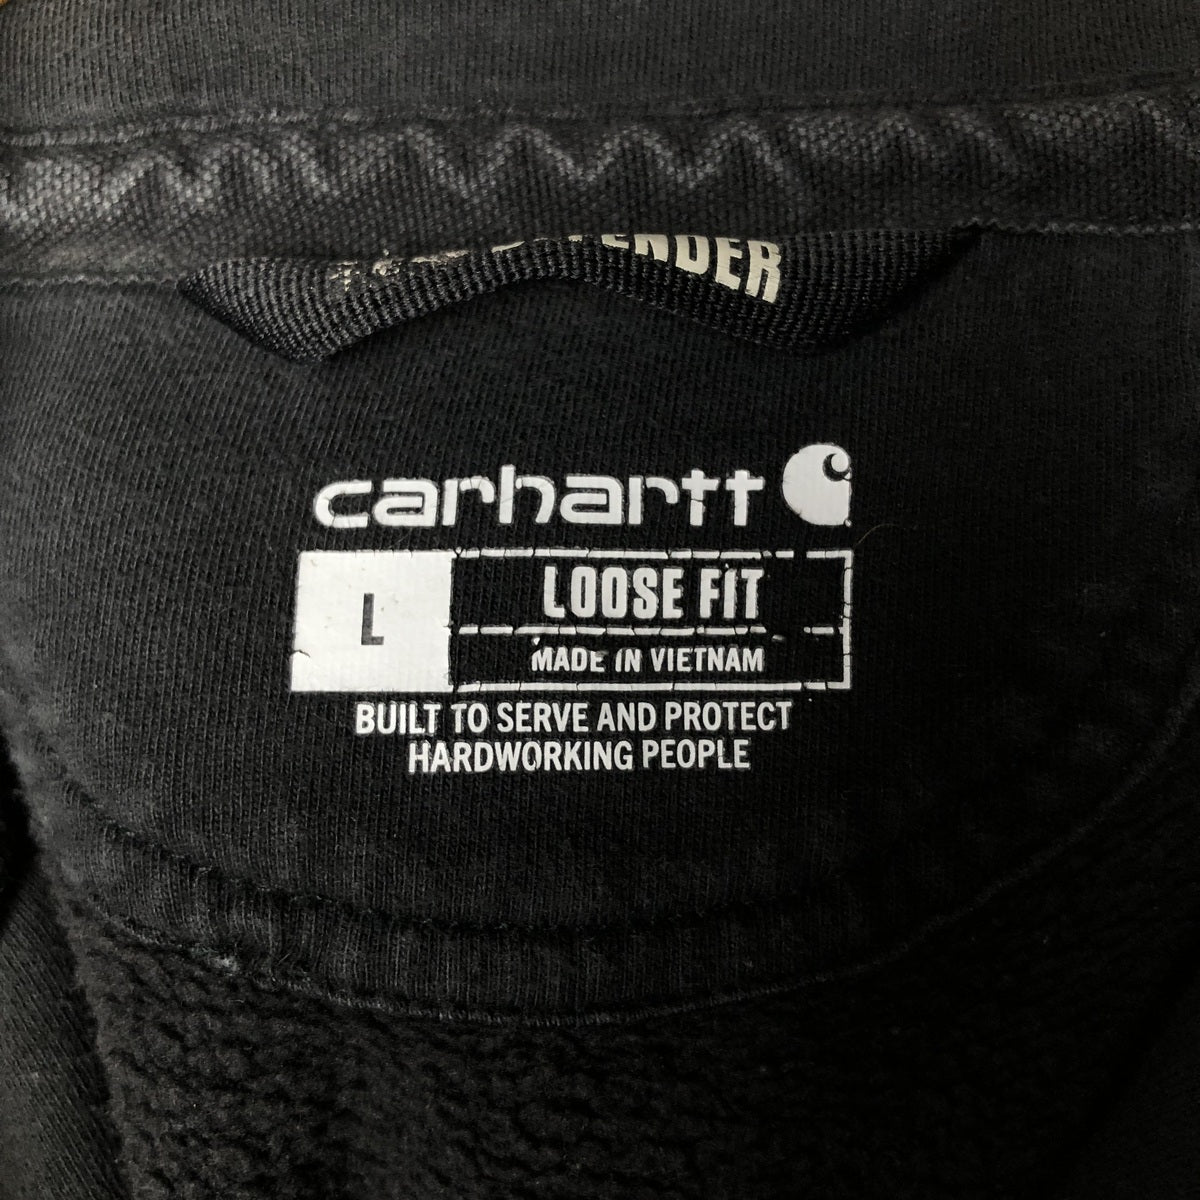 carhartt
L
LOOSE FIT
MADE IN VIETNAM
BUILT TO SERVE AND PROTECT
HARDWORKING PEOPLE